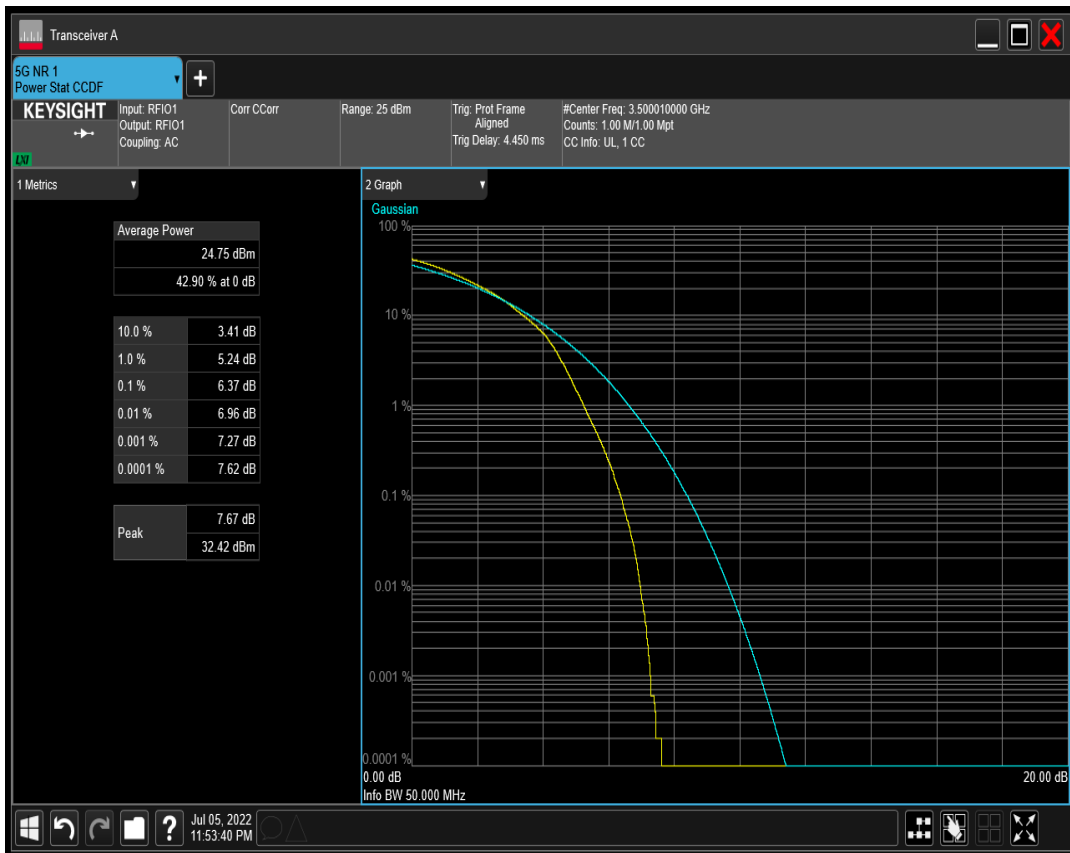 Transceiver A
5G NR 1
Power Stat CCDF
+
KEYSIGHT
LXI
Input: RFIO1
Output: RFIO1
Coupling: AC
Corr CCorr
Range: 25 dBm
Trig: Prot Frame
Aligned
Trig Delay: 4.450 ms
#Center Freq: 3.500010000 GHz
Counts: 1.00 M/1.00 Mpt
CC Info: UL, 1 CC
1 Metrics
Average Power
24.75 dBm
42.90 % at 0 dB
10.0 % 3.41 dB
1.0 % 5.24 dB
0.1 % 6.37 dB
0.01 % 6.96 dB
0.001 % 7.27 dB
0.0001 % 7.62 dB
Peak
7.67 dB
32.42 dBm
2 Graph
Gaussian
100 %
10 %
1 %
0.1 %
0.01 %
0.001 %
0.0001 %
0.00 dB 20.00 dB
Info BW 50.000 MHz
?
Jul 05, 2022
11:53:40 PM